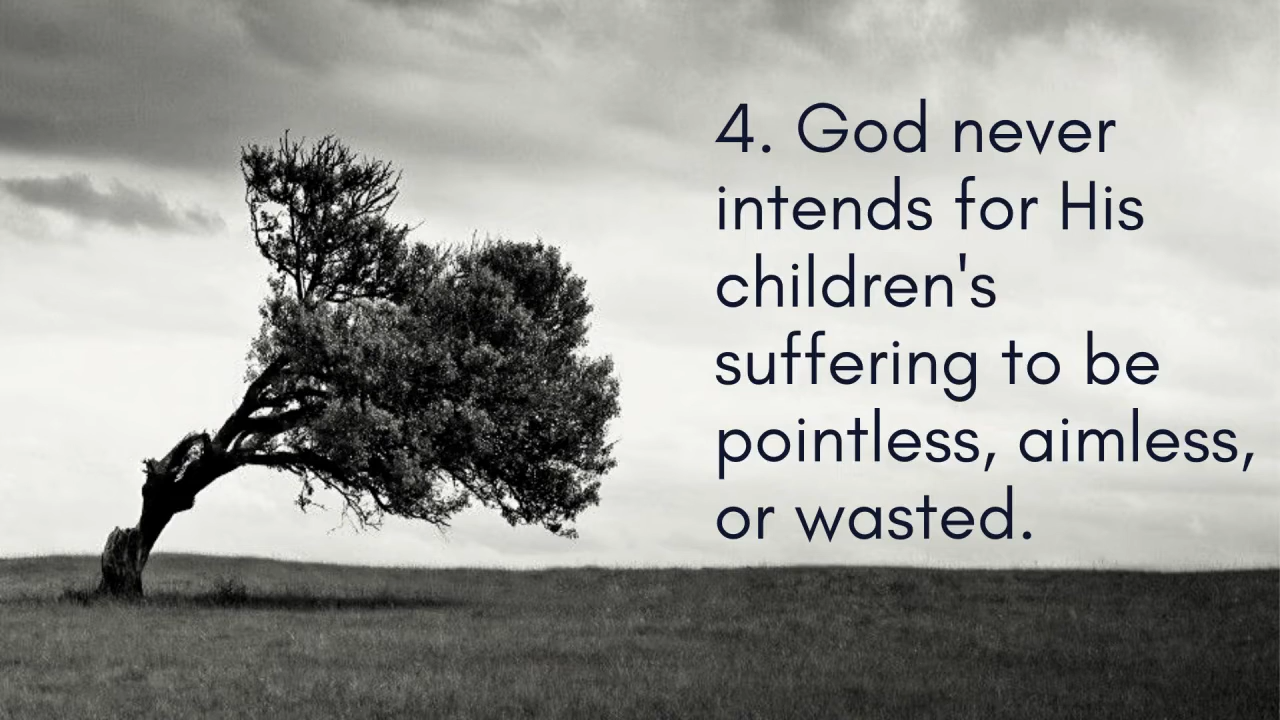 4. God never
intends for His
children's
suffering to be
pointless, aimless,
or wasted.